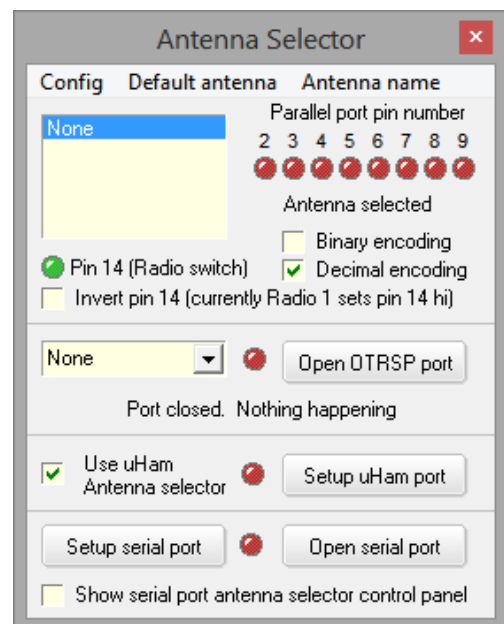 Antenna Selector
Config Default antenna Antenna name
None
Parallel port pin number
2 3 4 5 6 7 8 9
Antenna selected
Binary encoding
Pin 14 (Radio switch)
Decimal encoding
Invert pin 14 (currently Radio 1 sets pin 14 hi)
None
Open OTRSP port
Port closed. Nothing happening
Use uHam
Antenna selector
Setup uHam port
Setup serial port
Open serial port
Show serial port antenna selector control panel